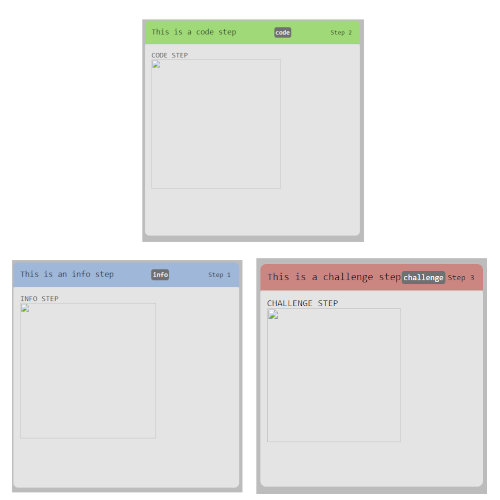 This is a code step code Step 2
CODE STEP
This is an info step info Step 1
INFO STEP
This is a challenge step challenge Step 3
CHALLENGE STEP